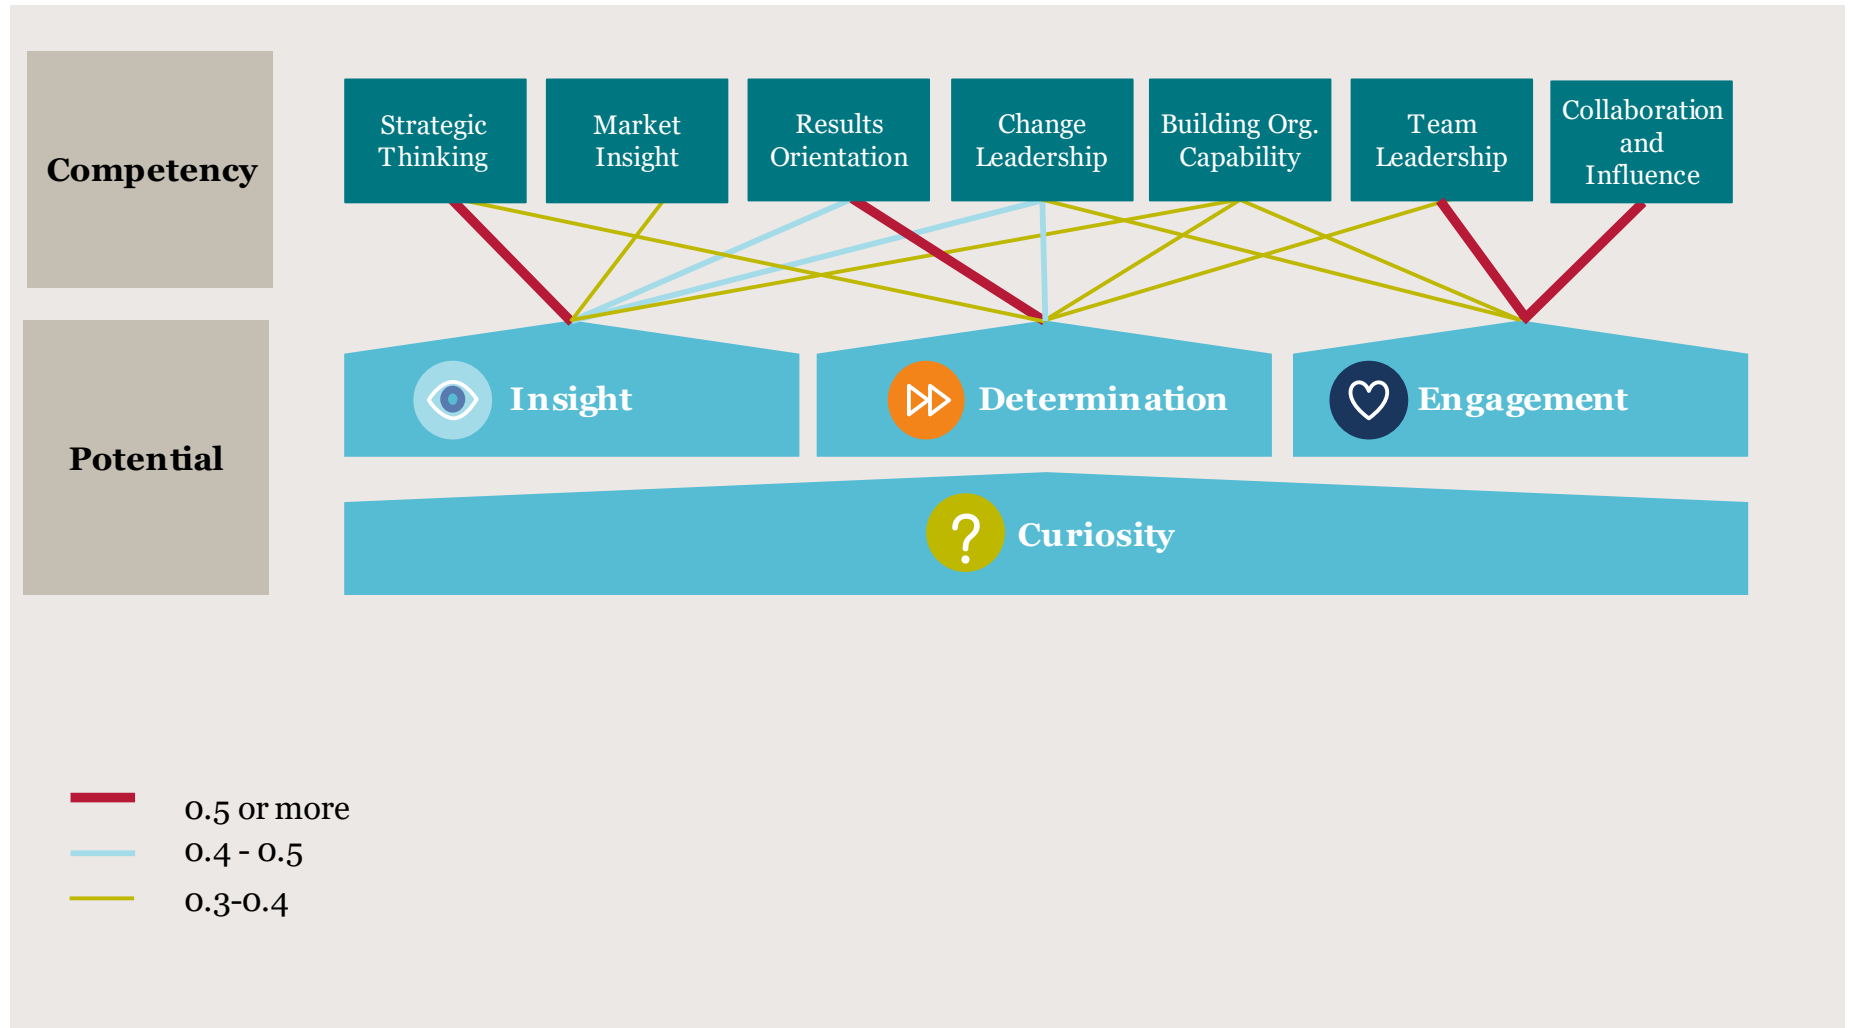 Competency
Strategic
Thinking
Market
Insight
Results
Orientation
Change
Leadership
Building Org.
Capability
Team
Leadership
Collaboration
and
Influence
Potential
Insight
Determination
Engagement
?
Curiosity
0.5 or more
0.4 - 0.5
0.3-0.4